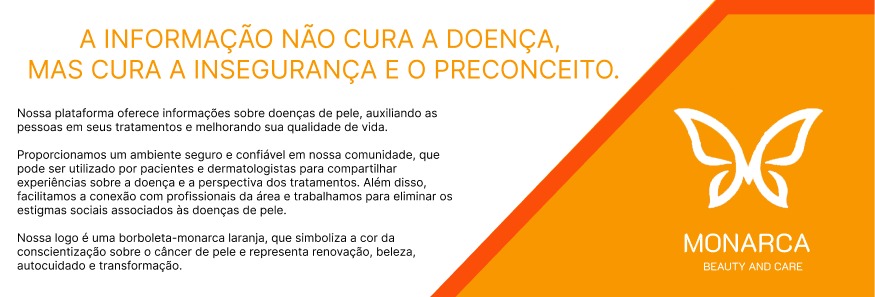 A INFORMAÇÃO NÃO CURA A DOENÇA,
MAS CURA A INSEGURANÇA E O PRECONCEITO.
Nossa plataforma oferece informações sobre doenças de pele, auxiliando as
pessoas em seus tratamentos e melhorando sua qualidade de vida.
Proporcionamos um ambiente seguro e confiável em nossa comunidade, que
pode ser utilizado por pacientes e dermatologistas para compartilhar
experiências sobre a doença e a perspectiva dos tratamentos. Além disso,
facilitamos a conexão com profissionais da área e trabalhamos para eliminar os
estigmas sociais associados às doenças de pele.
Nossa logo é uma borboleta-monarca laranja, que simboliza a cor da
conscientização sobre o câncer de pele e representa renovação, beleza,
autocuidado e transformação.
MONARCA
BEAUTY AND CARE